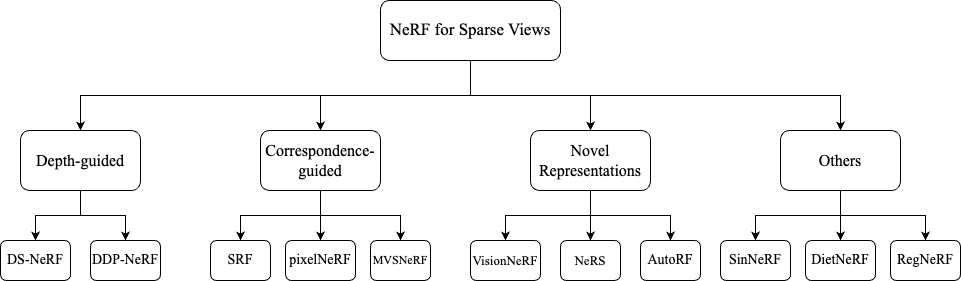 NeRF for Sparse Views
Depth-guided
Correspondence-
guided
Novel
Representations
Others
DS-NeRF
DDP-NeRF
SRF
pixelNeRF
MVSNeRF
VisionNeRF
NeRS
AutoRF
SinNeRF
DietNeRF
RegNeRF